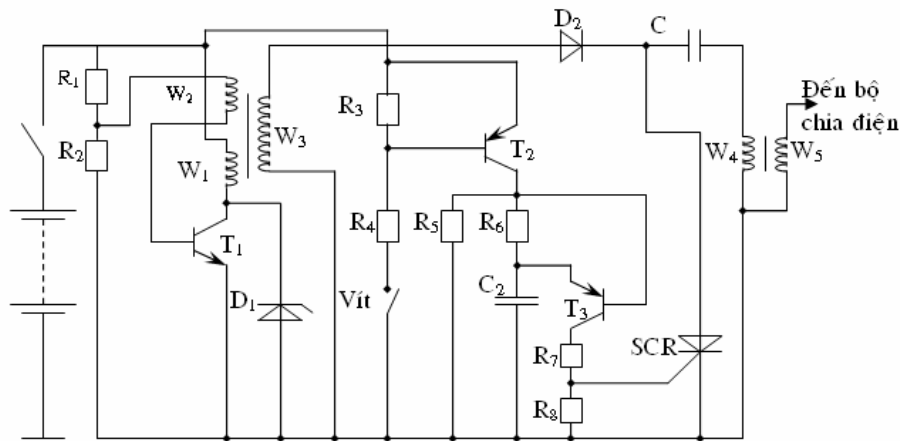 D₂
C
R₁
W₂
R₃
Đến bộ
chia điện
R₂
W₃
T₂
W₄
W₅
W₁
R₄
R₅
R₆
T₁
D₁
Vít
C₂
T₃
SCR
R₇
R₈